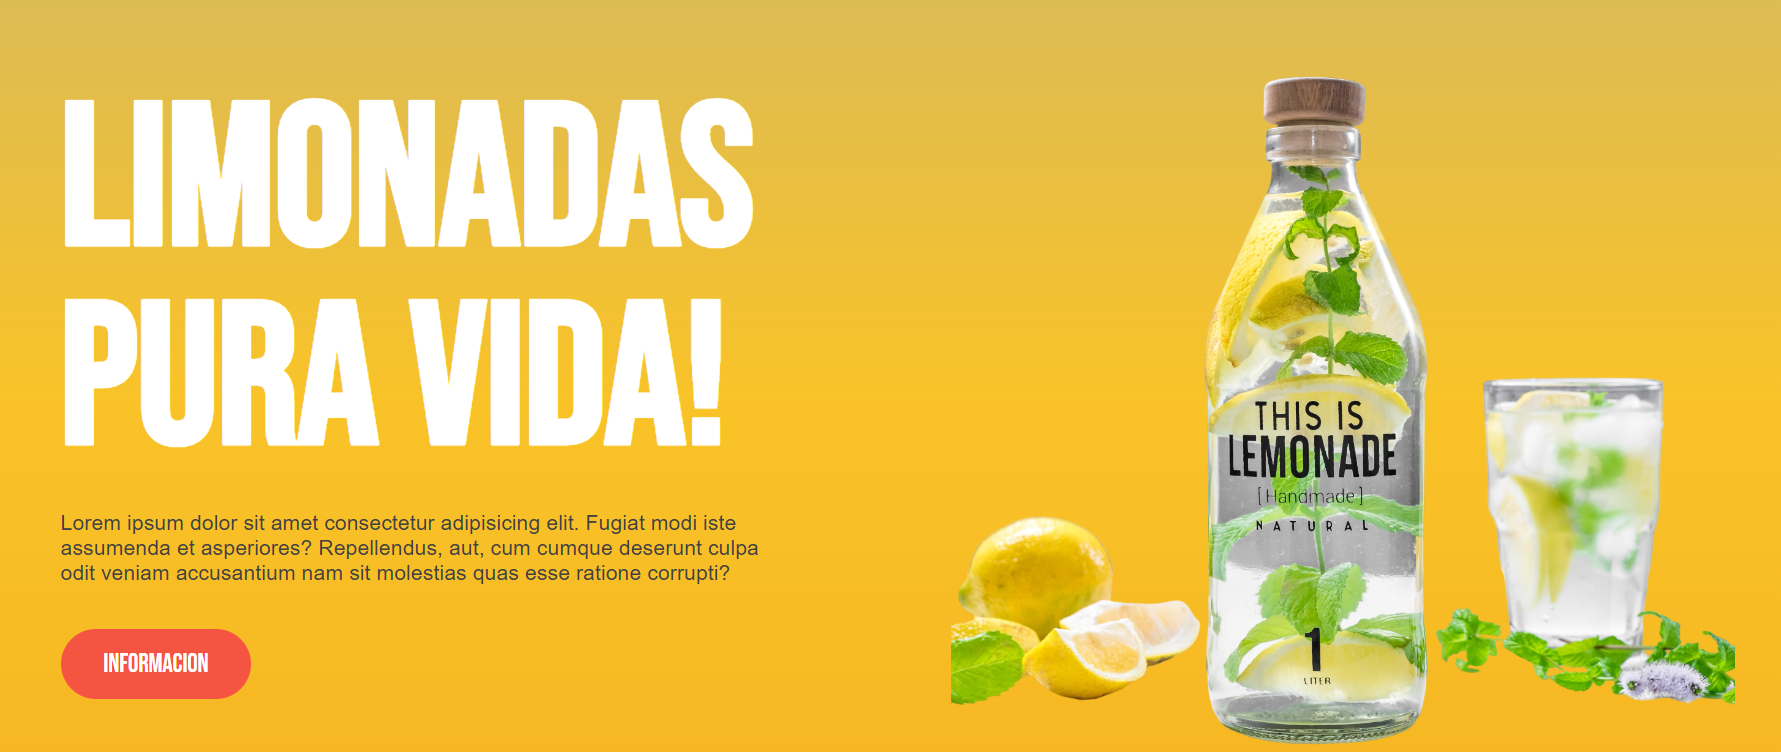 LIMONADAS
PURA VIDA!
Lorem ipsum dolor sit amet consectetur adipisicing elit. Fugiat modi iste
assumenda et asperiores? Repellendus, aut, cum cumque deserunt culpa
odit veniam accusantium nam sit molestias quas esse ratione corrupti?
INFORMACION
THIS IS
LEMONADE
[Handmade]
NATURAL
1
LITER